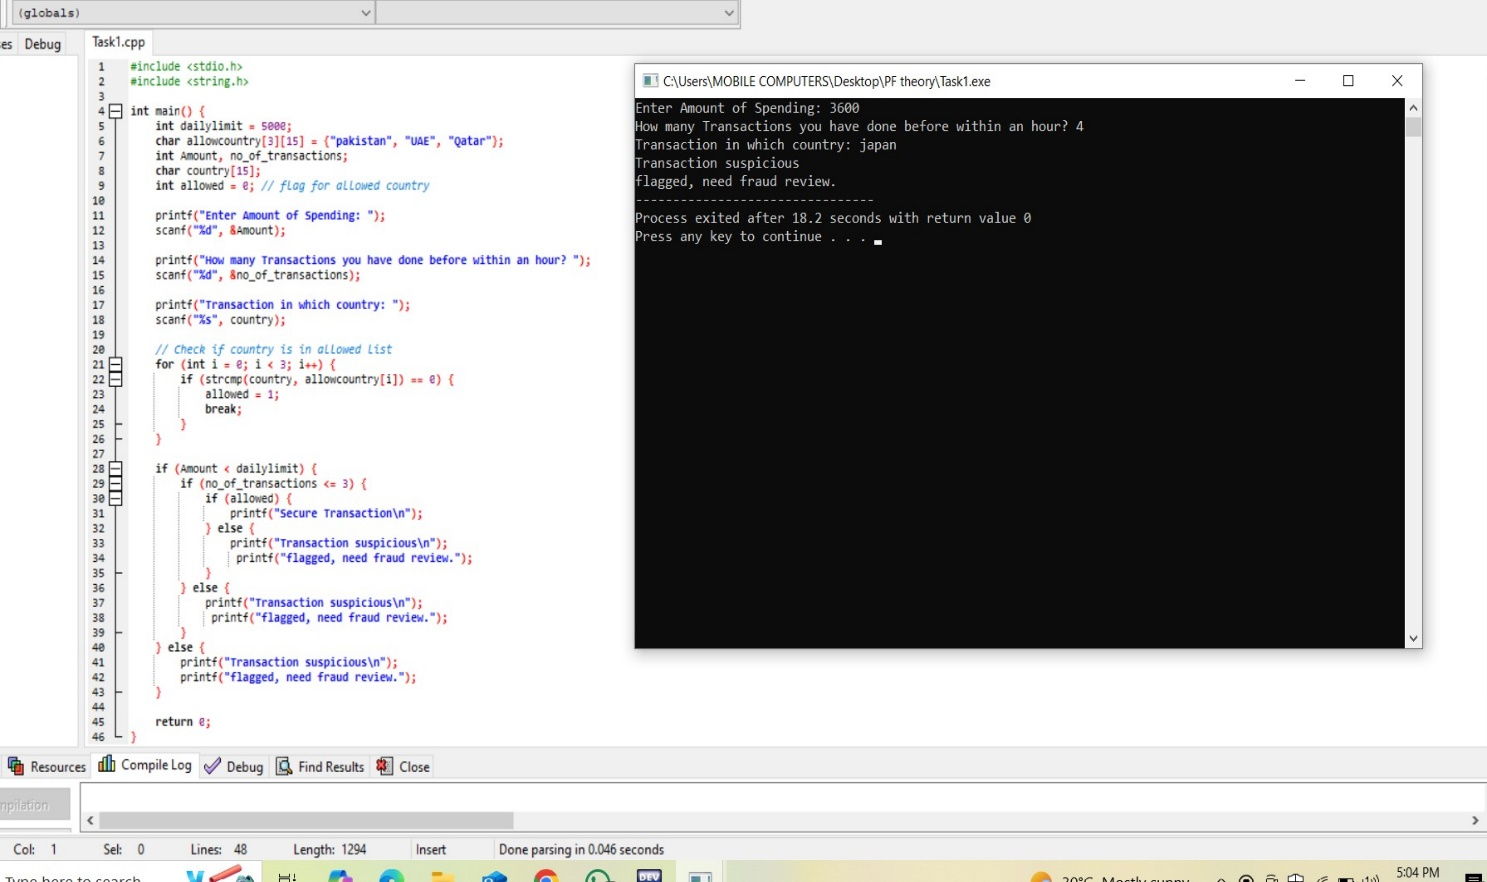 (globals)
es Debug Task1.cpp
1 #include <stdio.h>
2 #include <string.h>
3
4 int main() {
5 int dailylimit = 5000;
6 char allowcountry[3][15] = {"pakistan", "UAE", "Qatar"};
7 int Amount, no_of_transactions;
8 char country[15];
9 int allowed = 0; // flag for allowed country
10
11 printf("Enter Amount of Spending: ");
12 scanf("%d", &Amount);
13
14 printf("How many Transactions you have done before within an hour? ");
15 scanf("%d", &no_of_transactions);
16
17 printf("Transaction in which country: ");
18 scanf("%s", country);
19
20 // Check if country is in allowed list
21 for (int i = 0; i < 3; i++) {
22 if (strcmp(country, allowcountry[i]) == 0) {
23 allowed = 1;
24 break;
25 }
26 }
27
28 if (Amount < dailylimit) {
29 if (no_of_transactions <= 3) {
30 if (allowed) {
31 printf("Secure Transaction\n");
32 } else {
33 printf("Transaction suspicious\n");
34 printf("flagged, need fraud review.");
35 }
36 } else {
37 printf("Transaction suspicious\n");
38 printf("flagged, need fraud review.");
39 }
40 } else {
41 printf("Transaction suspicious\n");
42 printf("flagged, need fraud review.");
43 }
44
45 return 0;
46 }
C:\Users\MOBILE COMPUTERS\Desktop\PF theory\Task1.exe
Enter Amount of Spending: 3600
How many Transactions you have done before within an hour? 4
Transaction in which country: japan
Transaction suspicious
flagged, need fraud review.
--------------------------------
Process exited after 18.2 seconds with return value 0
Press any key to continue . . .
Resources Compile Log Debug Find Results Close
mpilation
Col: 1 Sel: 0 Lines: 48 Length: 1294 Insert Done parsing in 0.046 seconds
Type here to search DEV Mostly sunny 5:04 PM